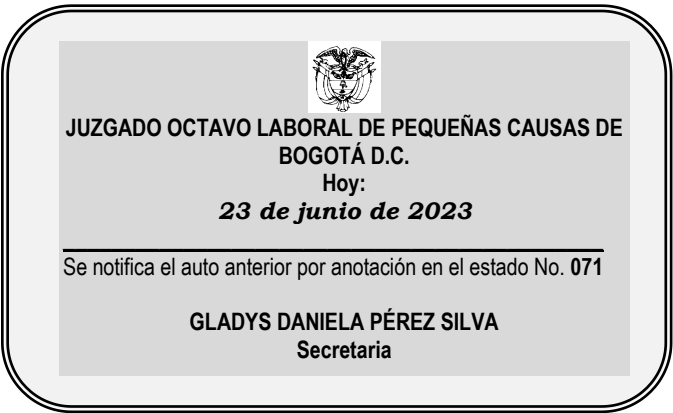 JUZGADO OCTAVO LABORAL DE PEQUEÑAS CAUSAS DE
BOGOTÁ D.C.
Hoy:
23 de junio de 2023
Se notifica el auto anterior por anotación en el estado No. 071
GLADYS DANIELA PÉREZ SILVA
Secretaria